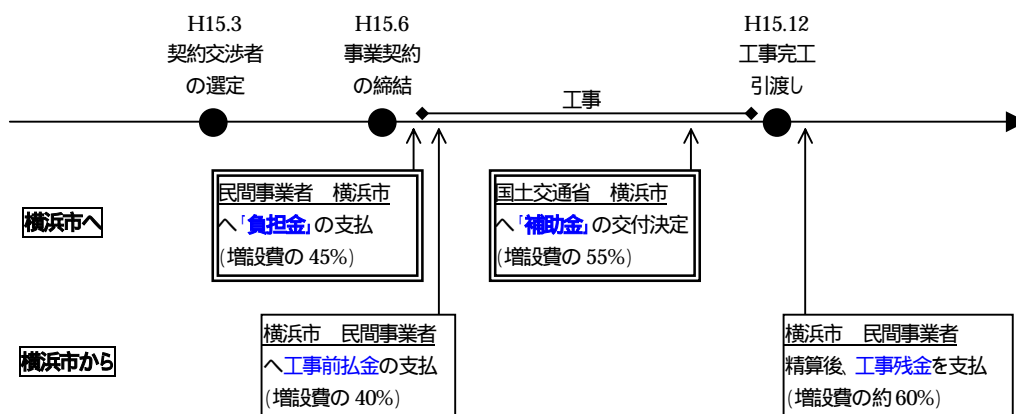 H15.3
契約交渉者
の選定
H15.6
事業契約
の締結
H15.12
工事完工
引渡し
工事
横浜市へ
民間事業者　横浜市
へ「負担金」の支払
(増設費の 45%)
国土交通省　横浜市
へ「補助金」の交付決定
(増設費の 55%)
横浜市から
横浜市　民間事業者
へ工事前払金の支払
(増設費の 40%)
横浜市　民間事業者
精算後、工事残金を支払
(増設費の約 60%)